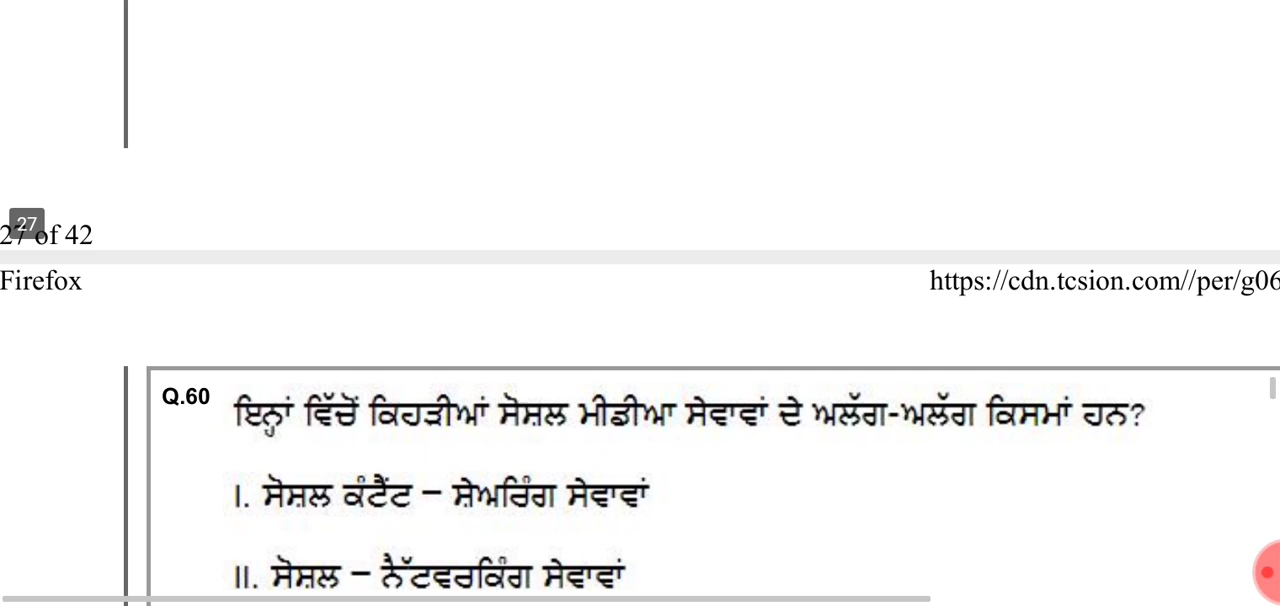 27
27 of 42
Firefox https://cdn.tcsion.com//per/g06
Q.60 ਇਨ੍ਹਾਂ ਵਿੱਚੋਂ ਕਿਹੜੀਆਂ ਸੋਸ਼ਲ ਮੀਡੀਆ ਸੇਵਾਵਾਂ ਦੇ ਅਲੱਗ-ਅਲੱਗ ਕਿਸਮਾਂ ਹਨ?
I. ਸੋਸ਼ਲ ਕੰਟੈਂਟ – ਸ਼ੇਅਰਿੰਗ ਸੇਵਾਵਾਂ
II. ਸੋਸ਼ਲ – ਨੈੱਟਵਰਕਿੰਗ ਸੇਵਾਵਾਂ